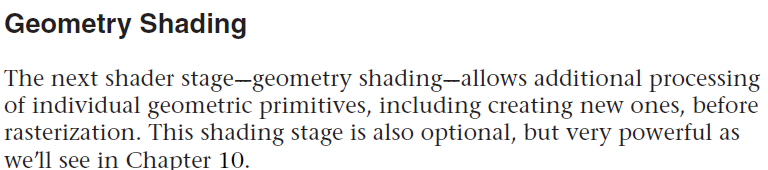 Geometry Shading
The next shader stage—geometry shading—allows additional processing
of individual geometric primitives, including creating new ones, before
rasterization. This shading stage is also optional, but very powerful as
we’ll see in Chapter 10.